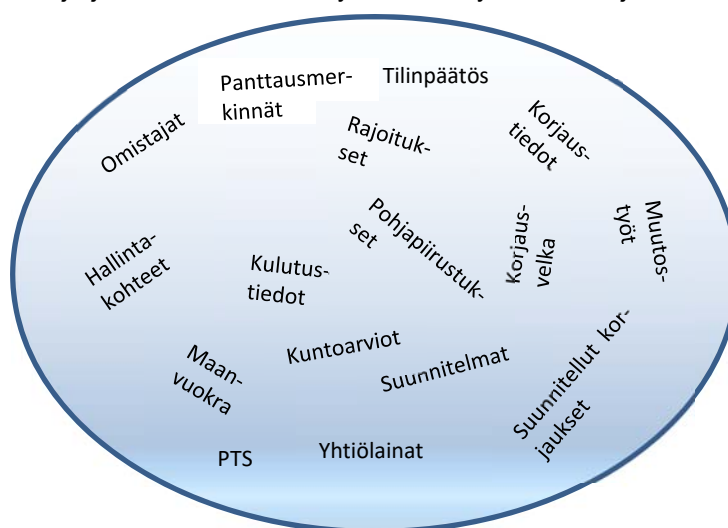 Panttausmer-
kinnät
Tilinpäätös
Omistajat
Rajoituk-
set
Korjaus-
tiedot
Hallinta-
kohteet
Kulutus-
tiedot
Pohjapiirustuk-
set
Korjaus-
velka
Muutos-
työt
Maan-
vuokra
Kuntoarviot
Suunnitelmat
Suunnitellut kor-
jaukset
PTS
Yhtiölainat